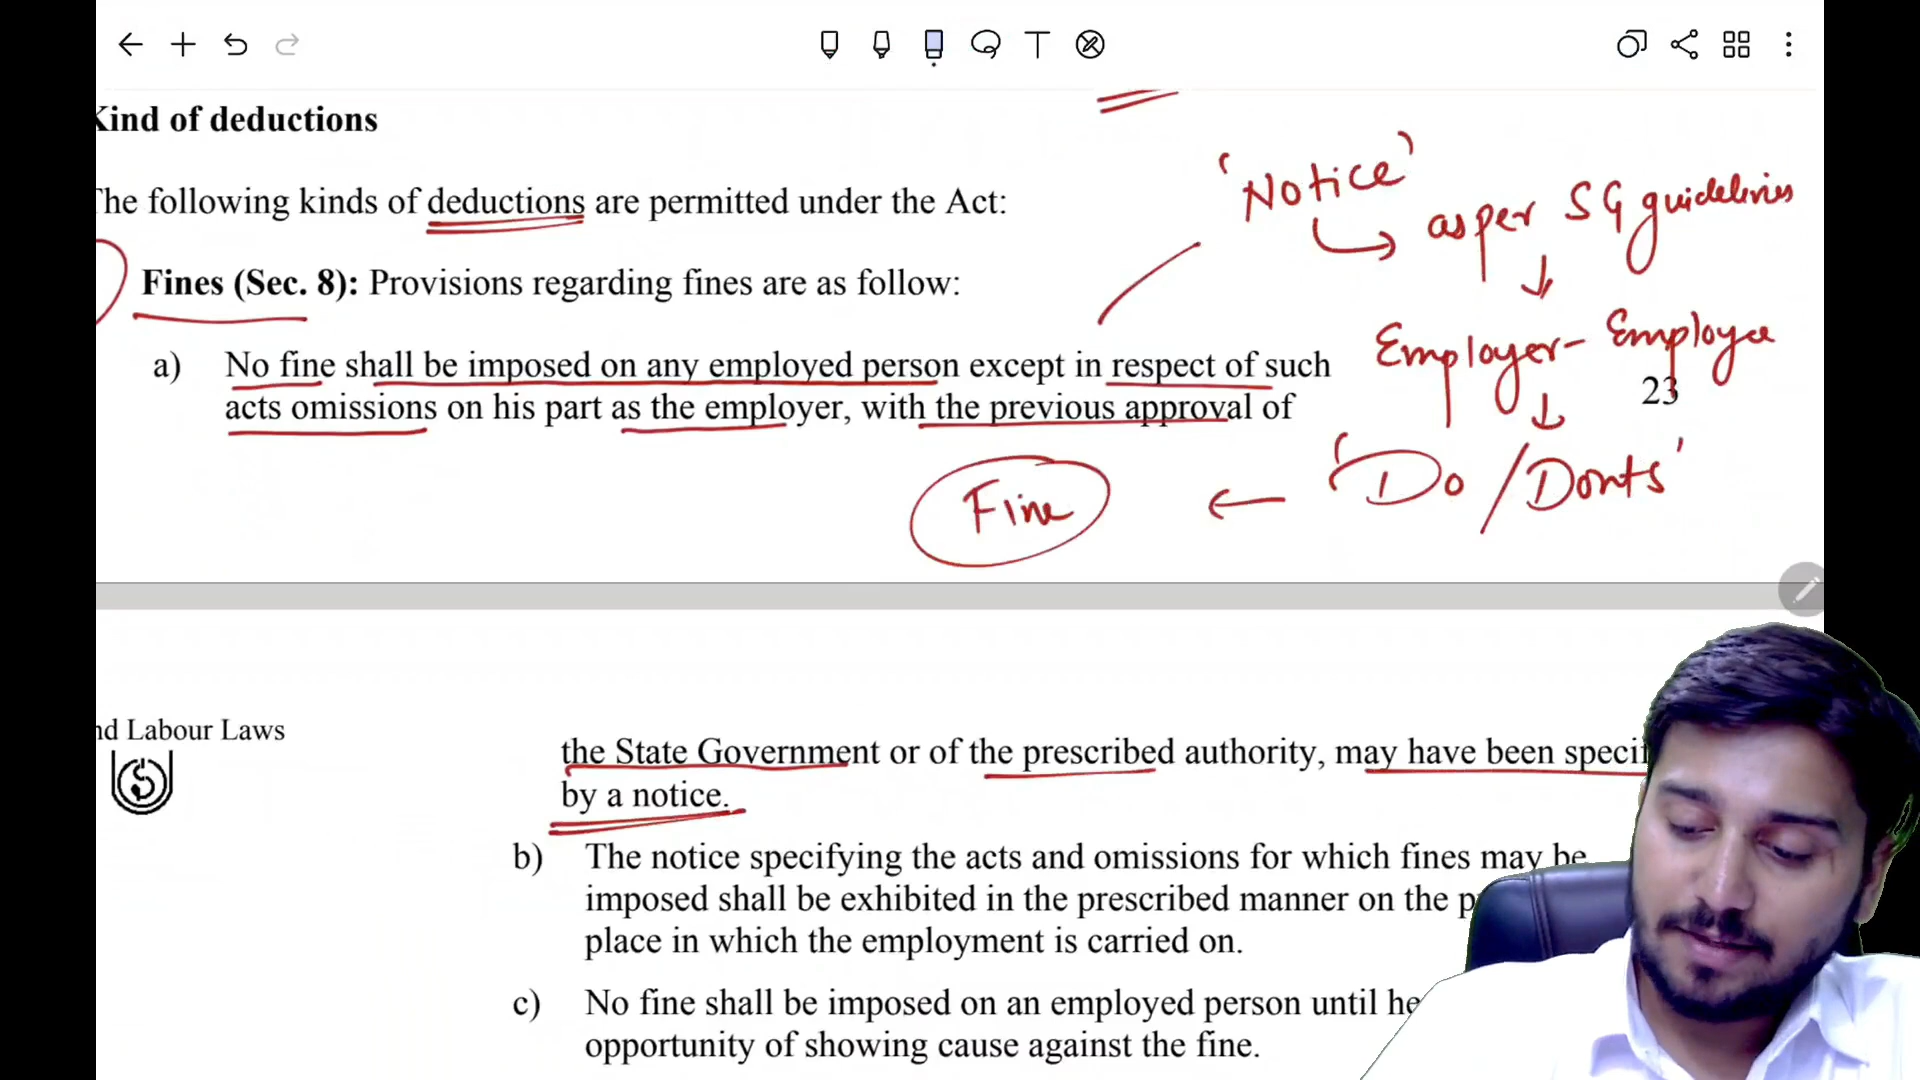 Kind of deductions
The following kinds of deductions are permitted under the Act:
Fines (Sec. 8): Provisions regarding fines are as follow:
a) No fine shall be imposed on any employed person except in respect of such
acts omissions on his part as the employer, with the previous approval of
'Notice'
as per SG guidelines
Employer- Employee
23
'Do / Donts'
Fine
nd Labour Laws
the State Government or of the prescribed authority, may have been speci
by a notice.
b) The notice specifying the acts and omissions for which fines may be
imposed shall be exhibited in the prescribed manner on the p
place in which the employment is carried on.
c) No fine shall be imposed on an employed person until he
opportunity of showing cause against the fine.